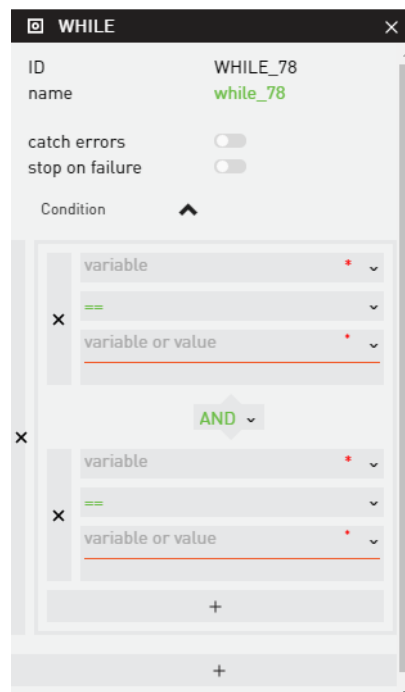 WHILE
ID WHILE_78
name while_78
catch errors
stop on failure
Condition
variable *
==
variable or value *
AND
variable *
==
variable or value *
+
+